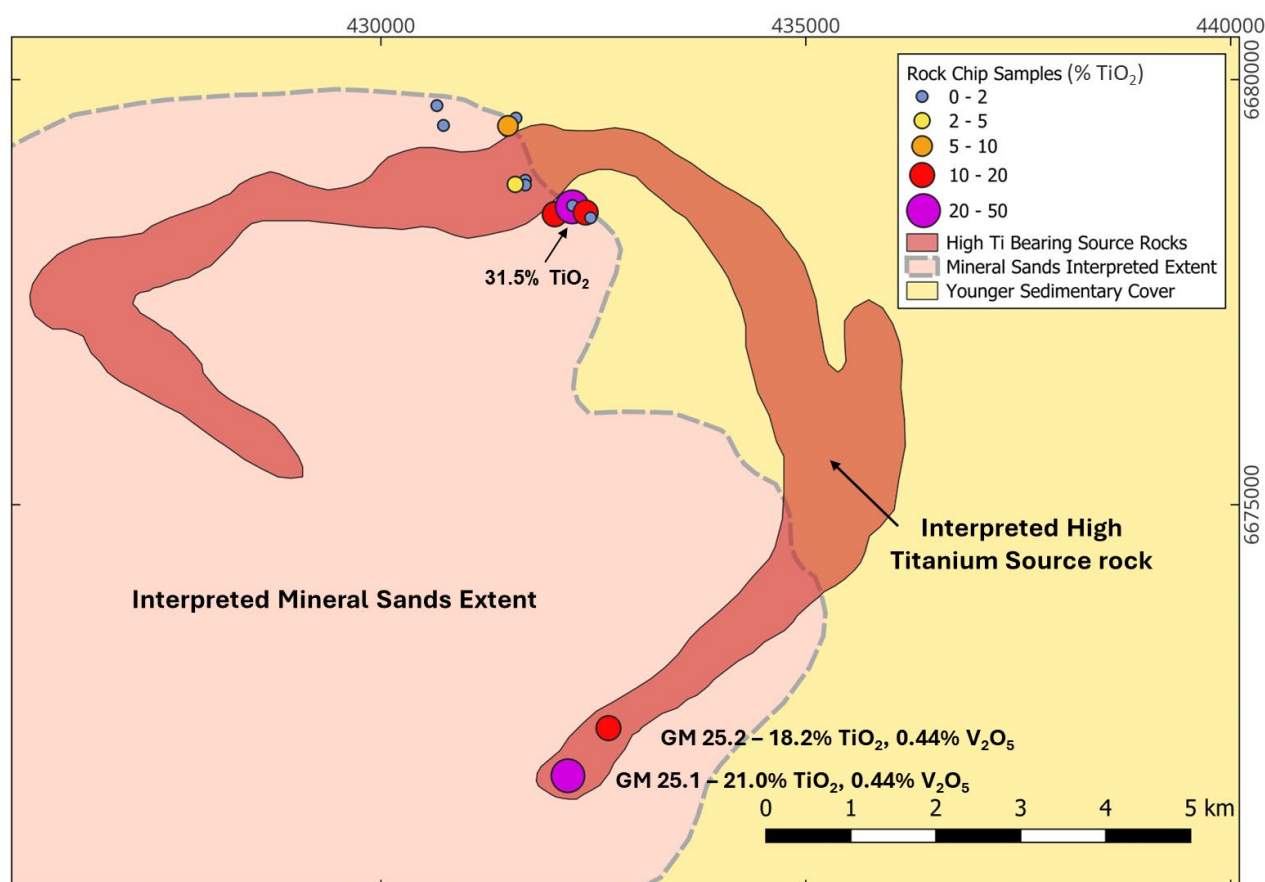 430000
435000
440000
6680000
Rock Chip Samples (% TiO₂)
0 - 2
2 - 5
5 - 10
10 - 20
20 - 50
High Ti Bearing Source Rocks
Mineral Sands Interpreted Extent
Younger Sedimentary Cover
31.5% TiO₂
6675000
Interpreted High
Titanium Source rock
Interpreted Mineral Sands Extent
GM 25.2 – 18.2% TiO₂, 0.44% V₂O₅
GM 25.1 – 21.0% TiO₂, 0.44% V₂O₅
0 1 2 3 4 5 km